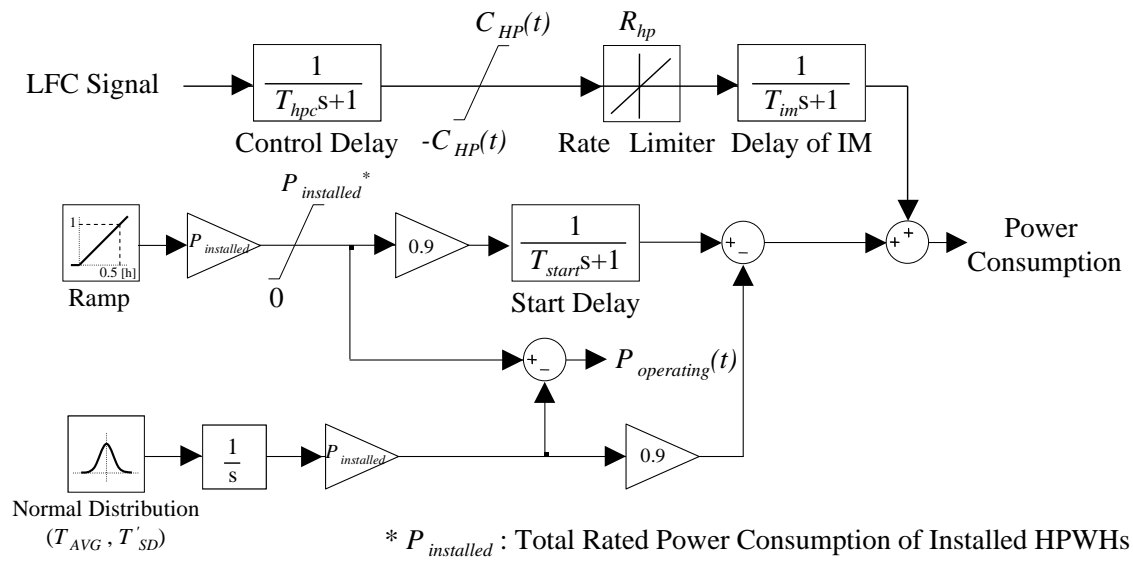 C_HP(t)
R_hp
LFC Signal
1
T_hpc s+1
1
T_im s+1
Control Delay
-C_HP(t)
Rate Limiter
Delay of IM
P_installed*
1
0.5 [h]
Ramp
P_installed
0
0.9
1
T_start s+1
Start Delay
+
−
+
+
Power
Consumption
+
−
P_operating(t)
Normal Distribution
(T_AVG , T'_SD)
1
s
P_installed
0.9
* P_installed : Total Rated Power Consumption of Installed HPWHs